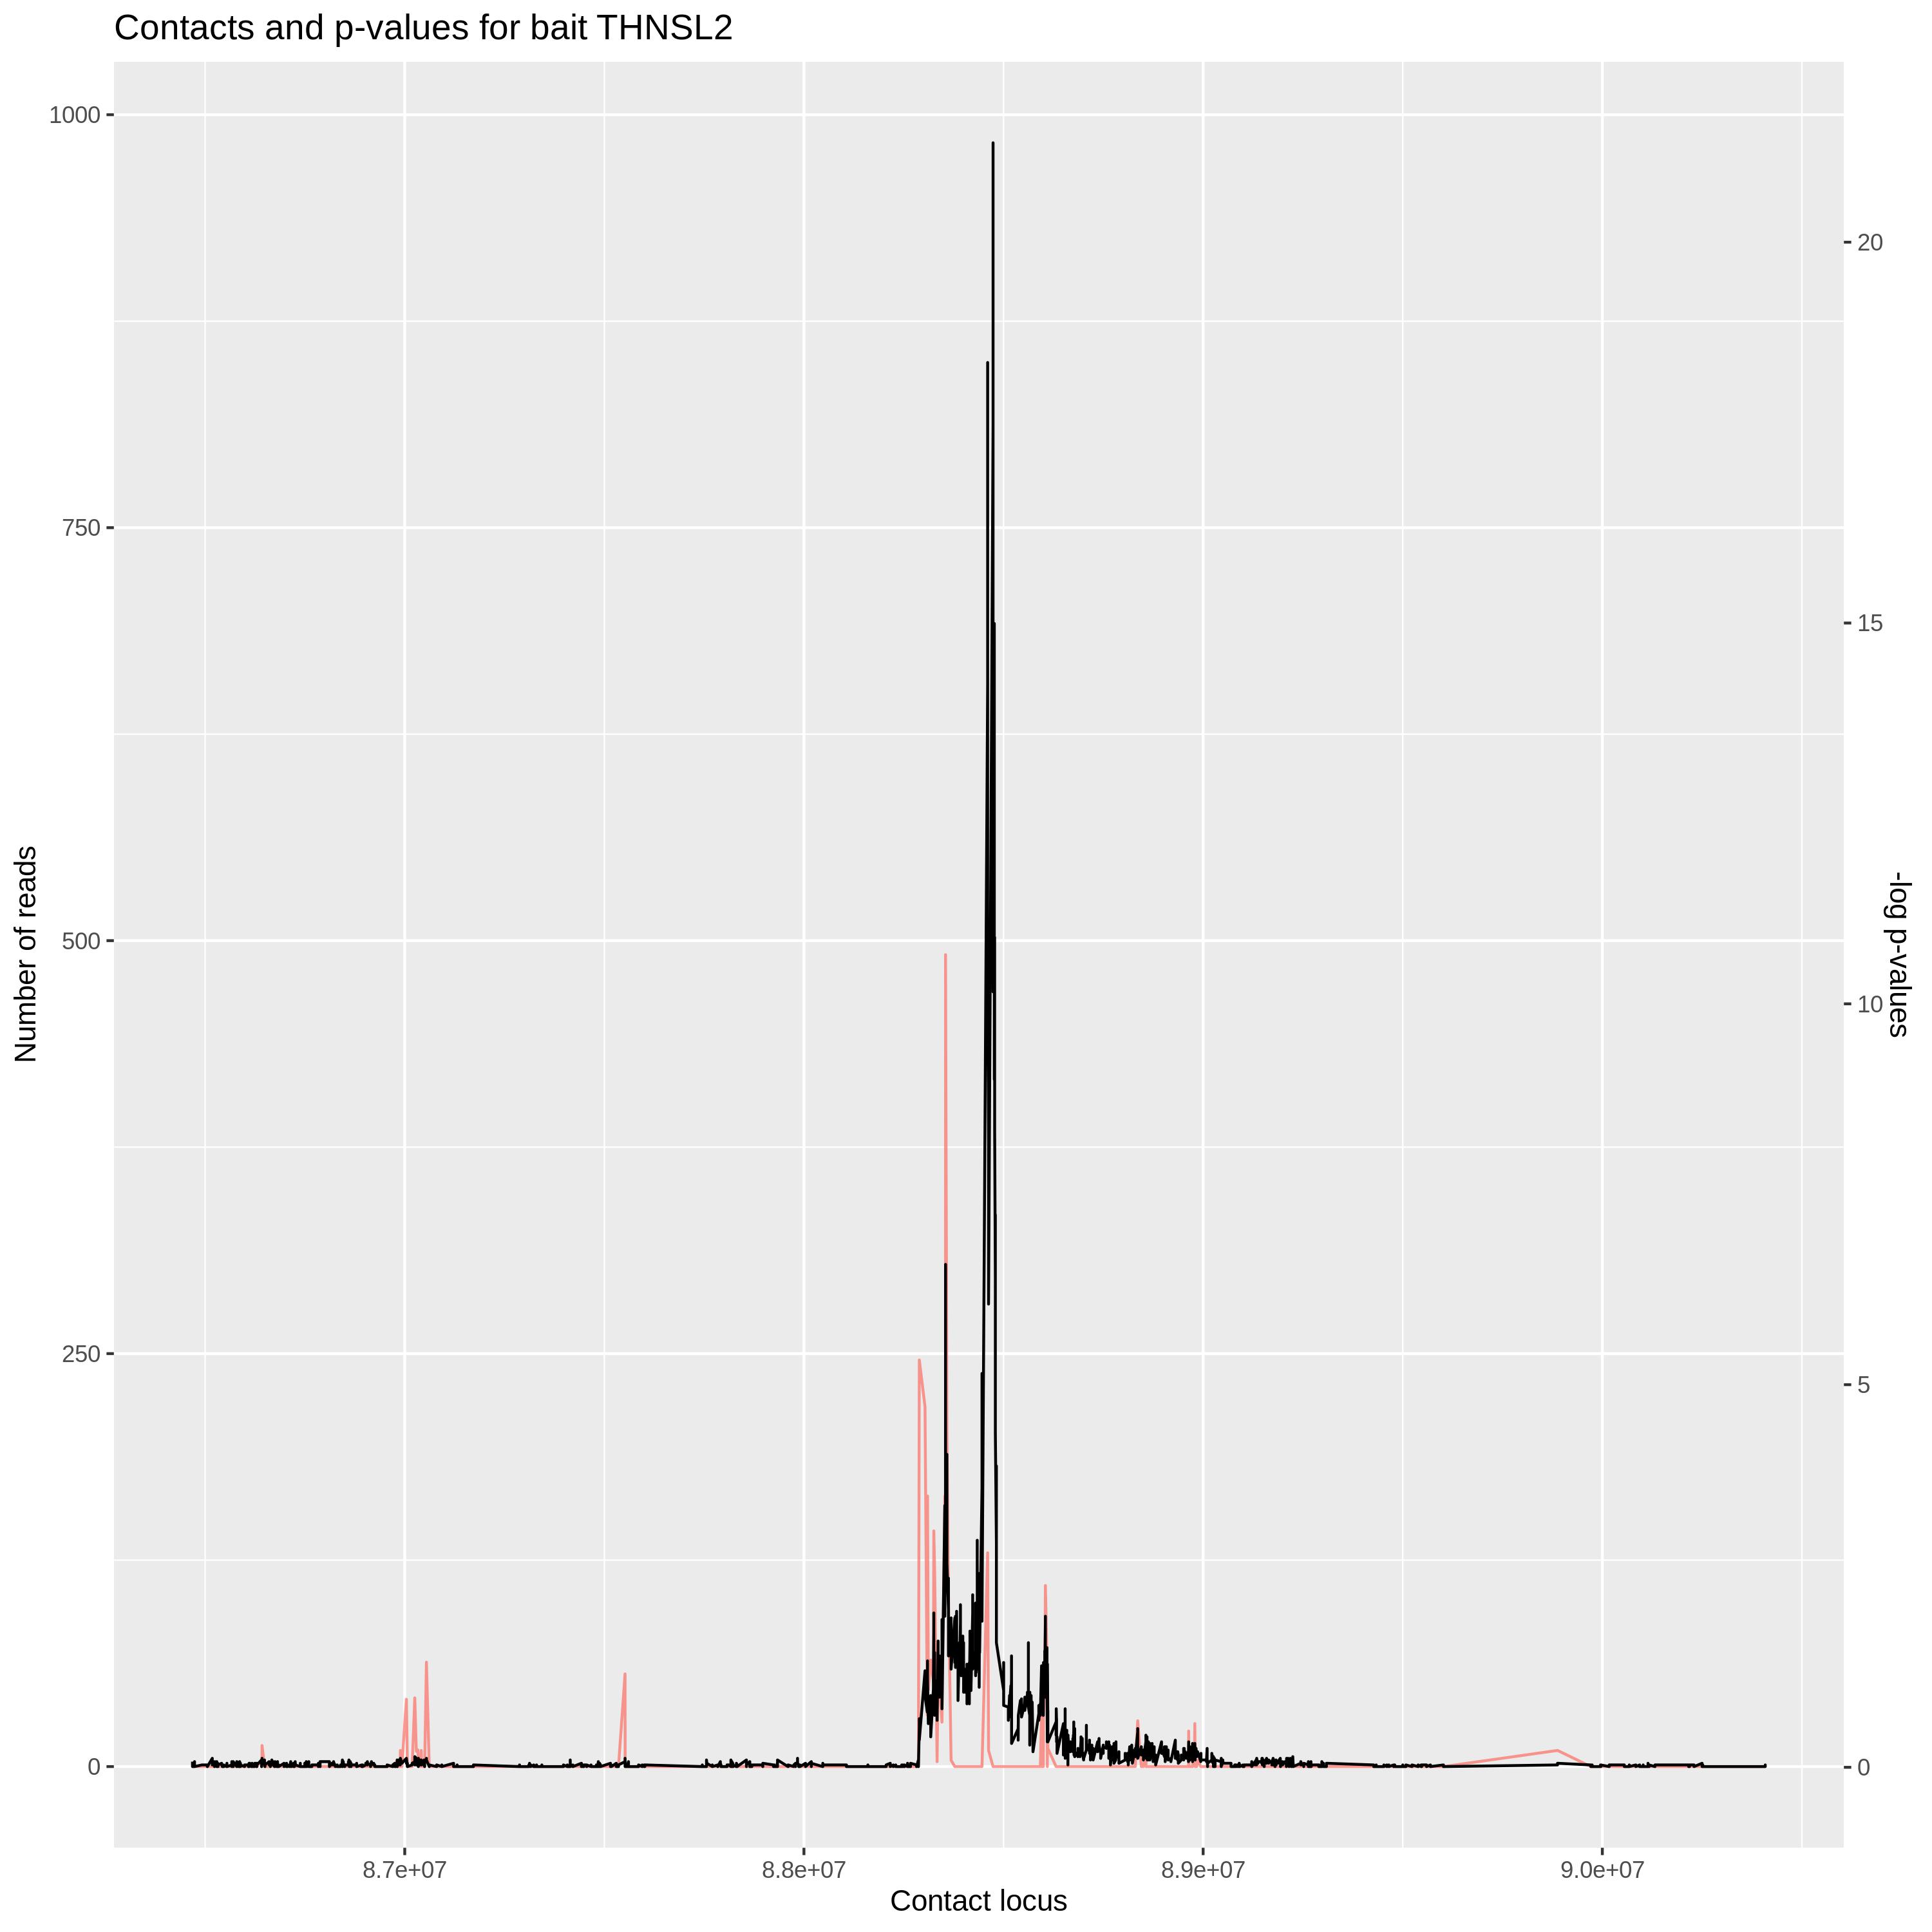 Contacts and p-values for bait THNSL2
1000
750
500
250
0
Number of reads
20
15
10
5
0
-log p-values
8.7e+07
8.8e+07
8.9e+07
9.0e+07
Contact locus